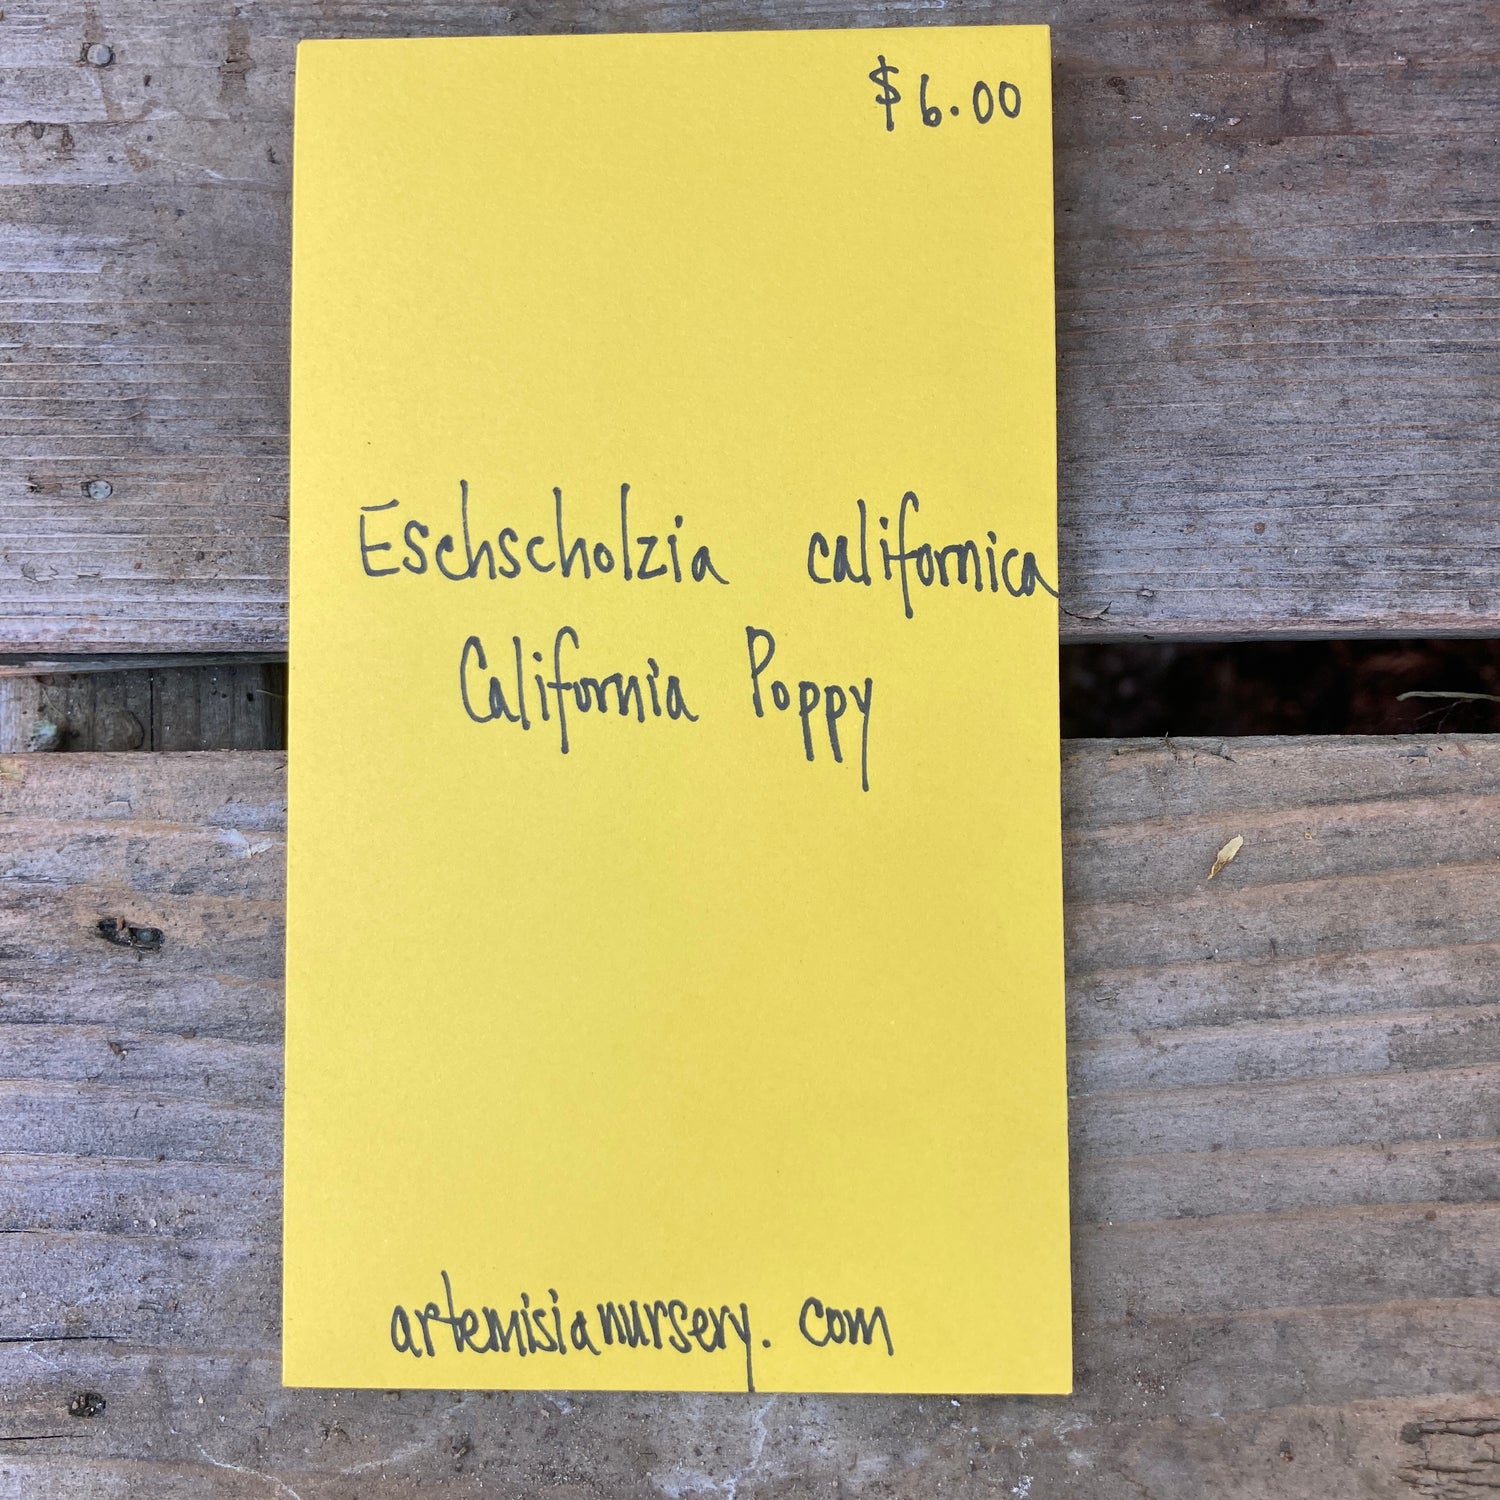 $6.00
Eschscholzia californica
California Poppy
artemisianursery.com